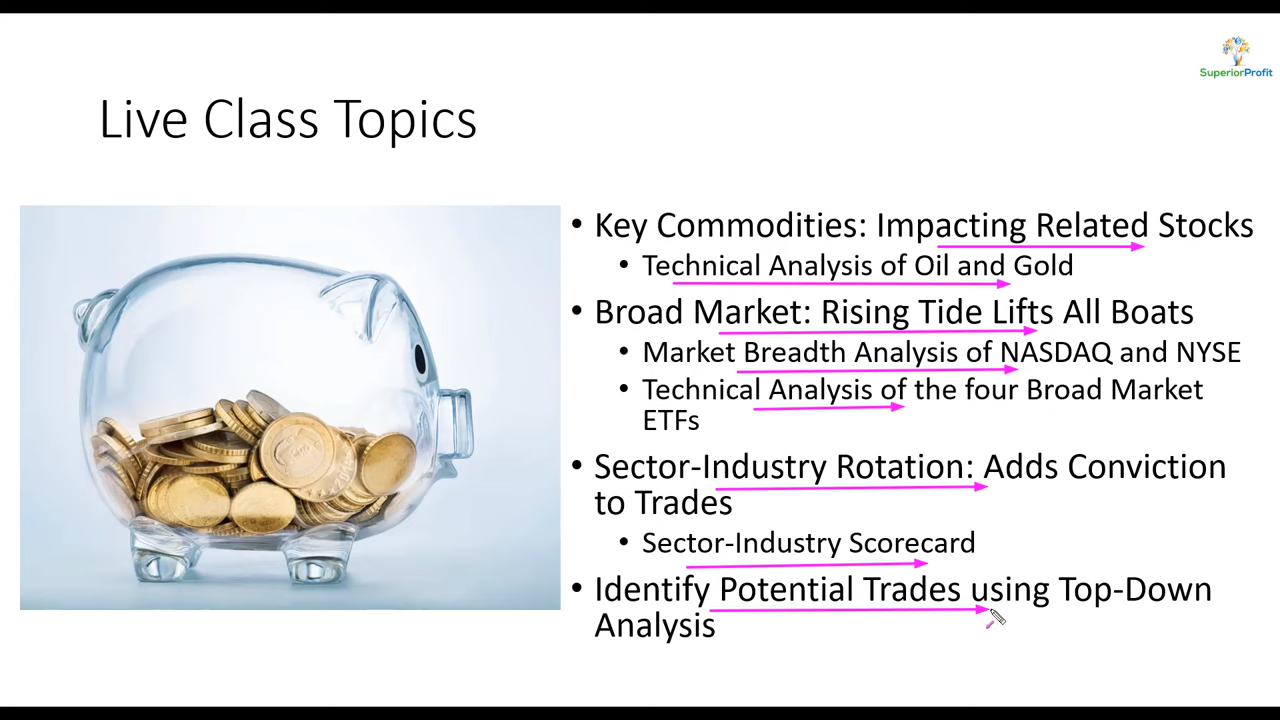 SuperiorProfit
Live Class Topics
• Key Commodities: Impacting Related Stocks
• Technical Analysis of Oil and Gold
• Broad Market: Rising Tide Lifts All Boats
• Market Breadth Analysis of NASDAQ and NYSE
• Technical Analysis of the four Broad Market
ETFs
• Sector-Industry Rotation: Adds Conviction
to Trades
• Sector-Industry Scorecard
• Identify Potential Trades using Top-Down
Analysis